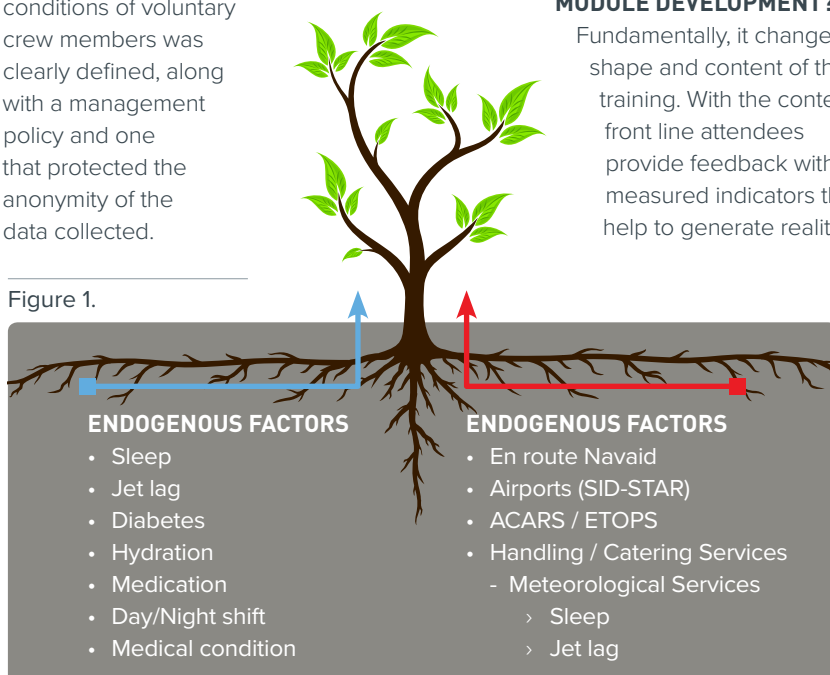 conditions of voluntary
crew members was
clearly defined, along
with a management
policy and one
that protected the
anonymity of the
data collected.
MODULE DEVELOPMENT?
Fundamentally, it change
shape and content of th
training. With the conte
front line attendees
provide feedback with
measured indicators th
help to generate realit
Figure 1.
ENDOGENOUS FACTORS
• Sleep
• Jet lag
• Diabetes
• Hydration
• Medication
• Day/Night shift
• Medical condition
ENDOGENOUS FACTORS
• En route Navaid
• Airports (SID-STAR)
• ACARS / ETOPS
• Handling / Catering Services
- Meteorological Services
› Sleep
› Jet lag